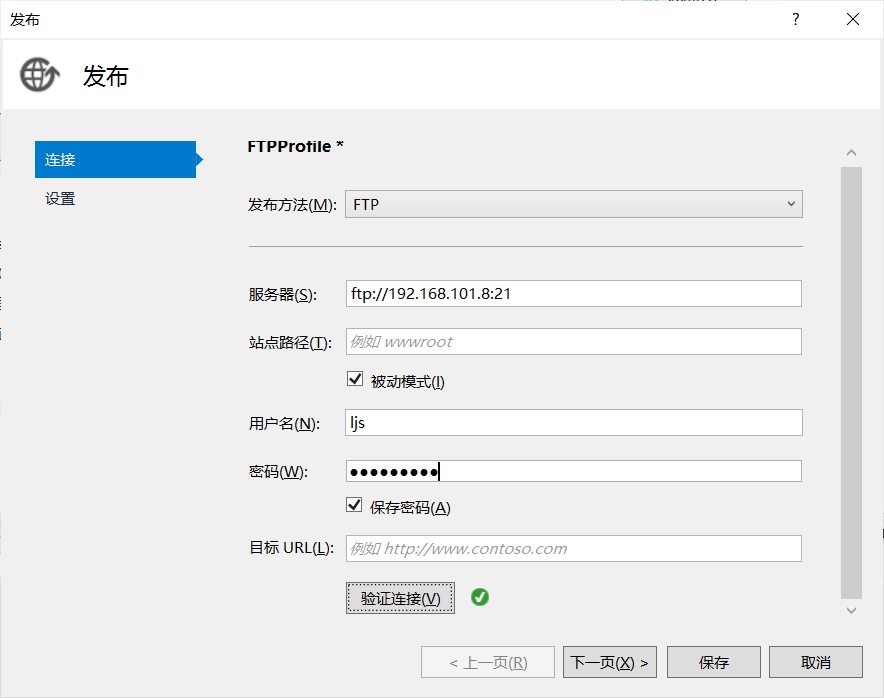 发布
?
发布
连接
设置
FTPProfile *
发布方法(M): FTP
服务器(S): ftp://192.168.101.8:21
站点路径(T): 例如 wwwroot
被动模式(I)
用户名(N): ljs
密码(W): ●●●●●●●●●
保存密码(A)
目标 URL(L): 例如 http://www.contoso.com
验证连接(V)
< 上一页(R) 下一页(X) > 保存 取消